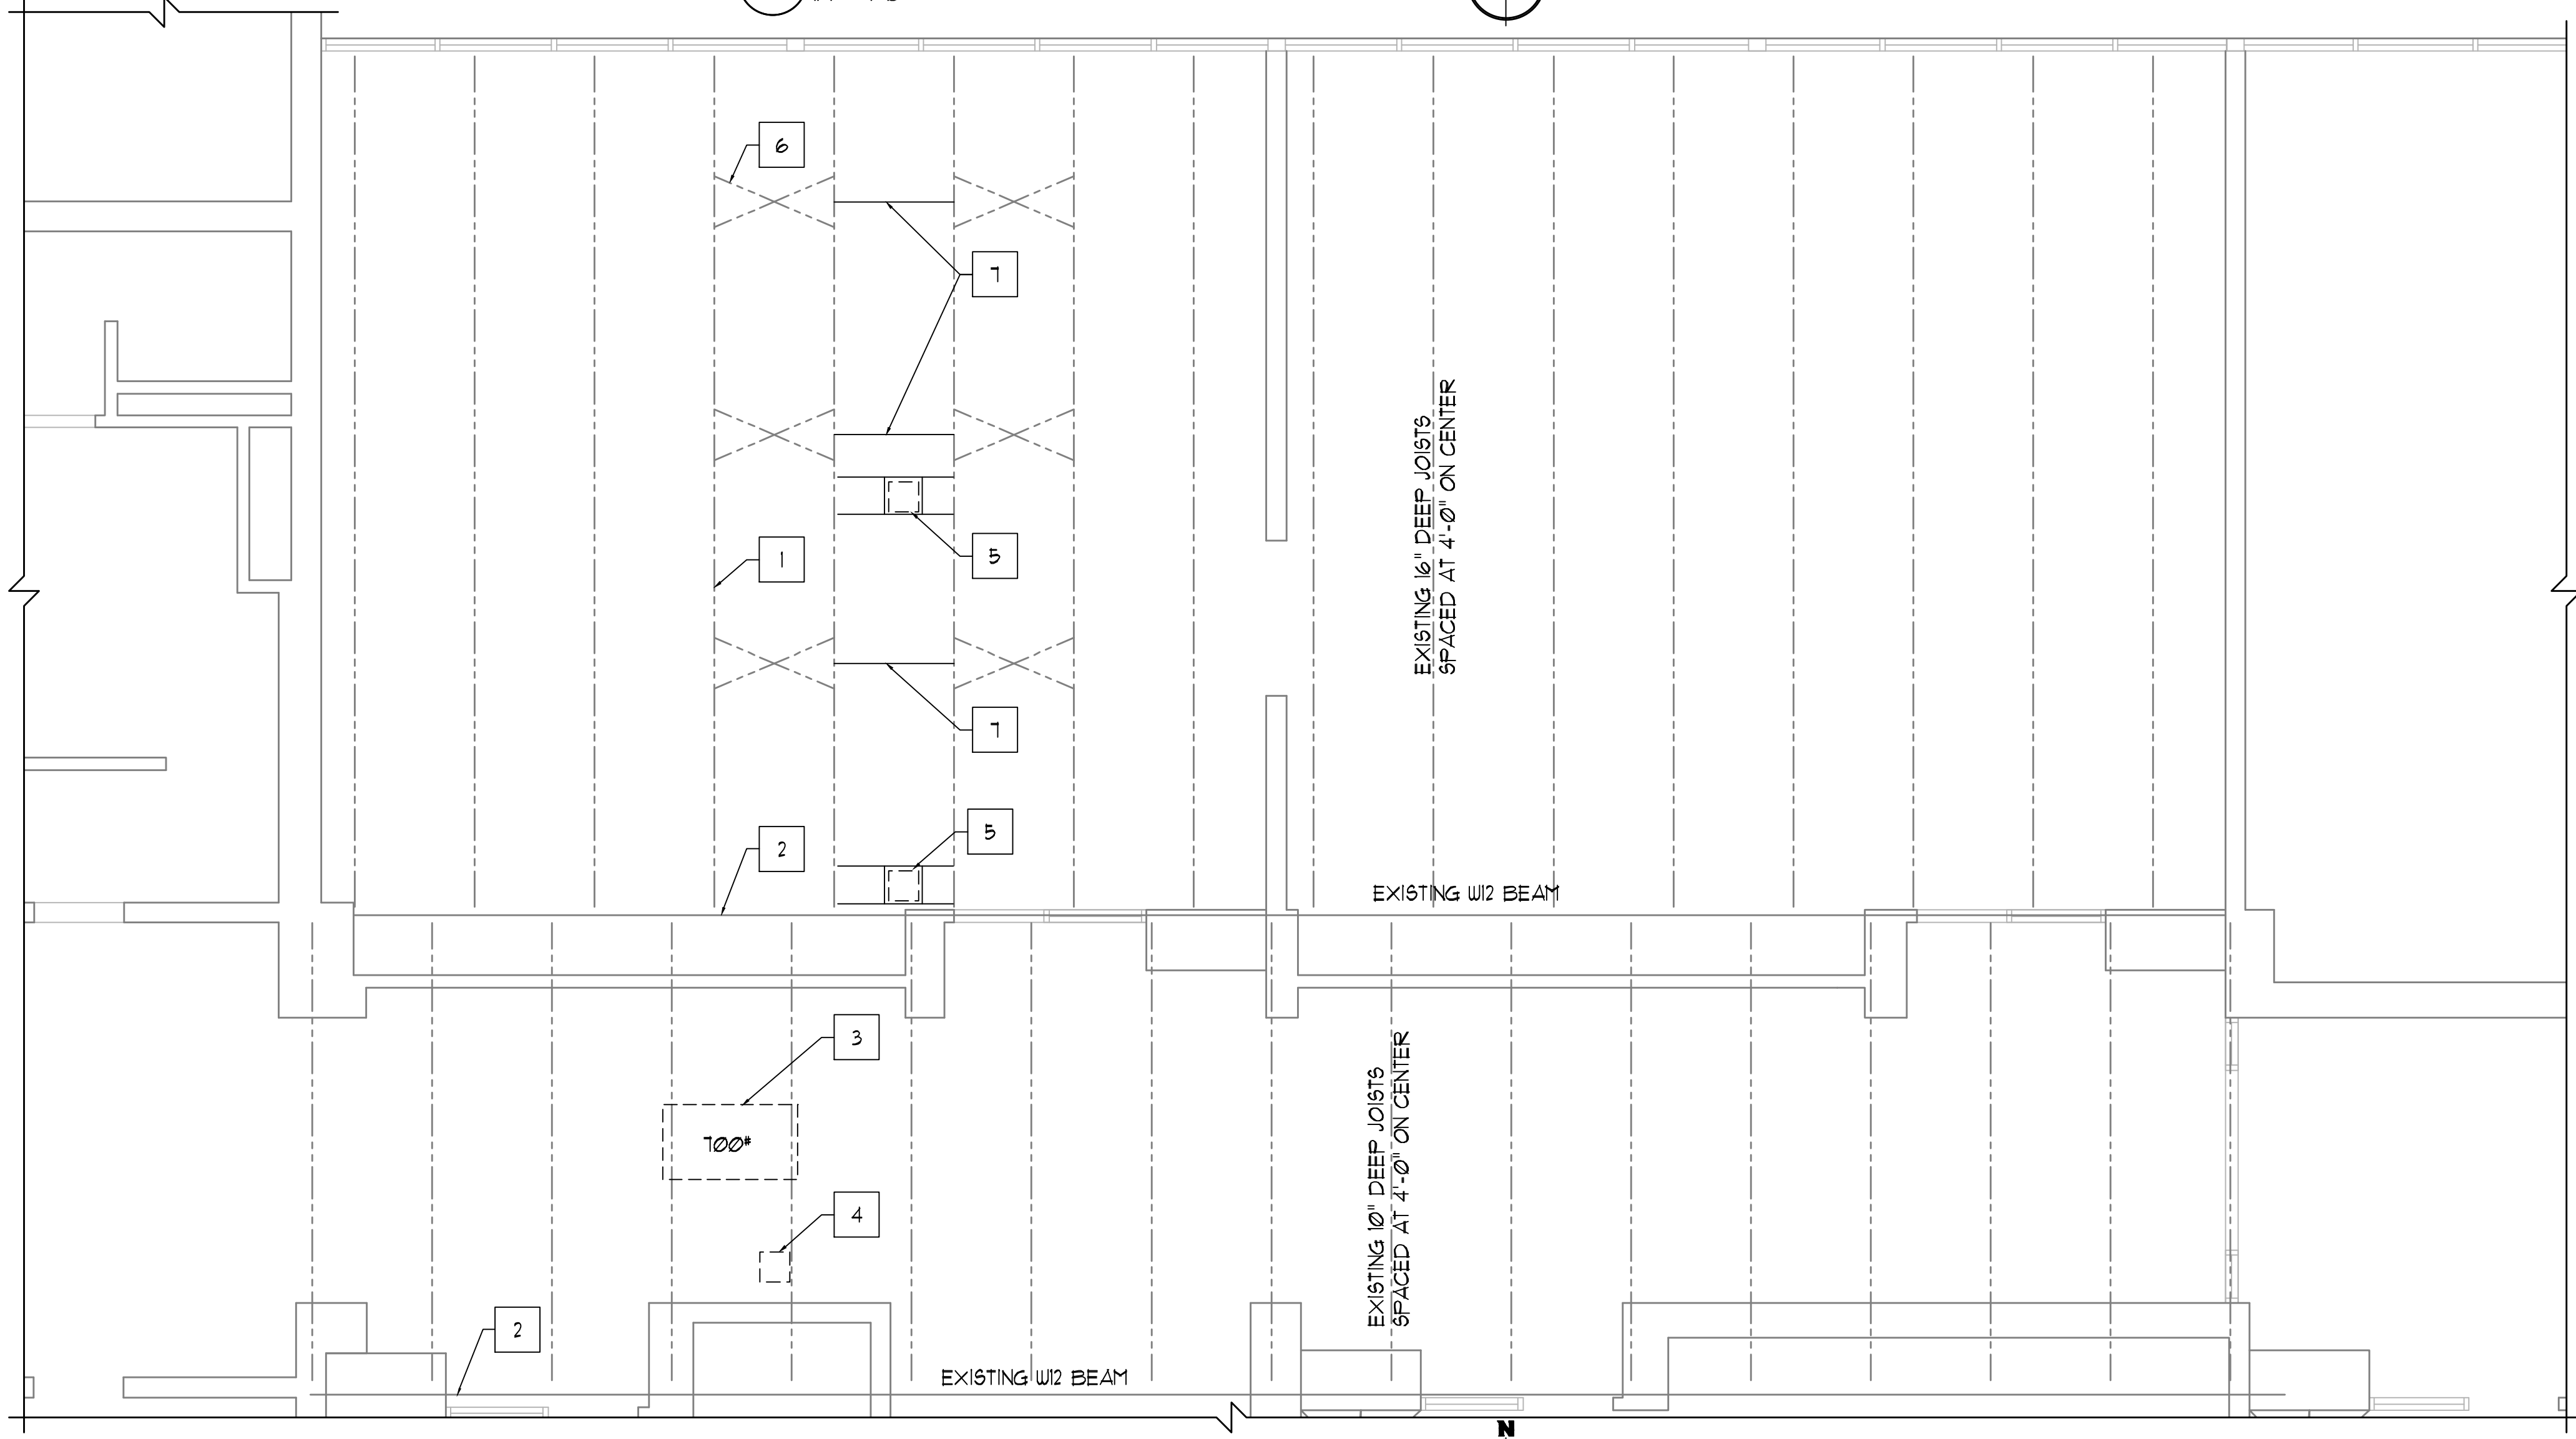 6
7
EXISTING 16" DEEP JOISTS
SPACED AT 4'-0" ON CENTER
5
1
7
5
2
EXISTING W12 BEAM
3
700#
EXISTING 10" DEEP JOISTS
SPACED AT 4'-0" ON CENTER
4
2
EXISTING W12 BEAM
N